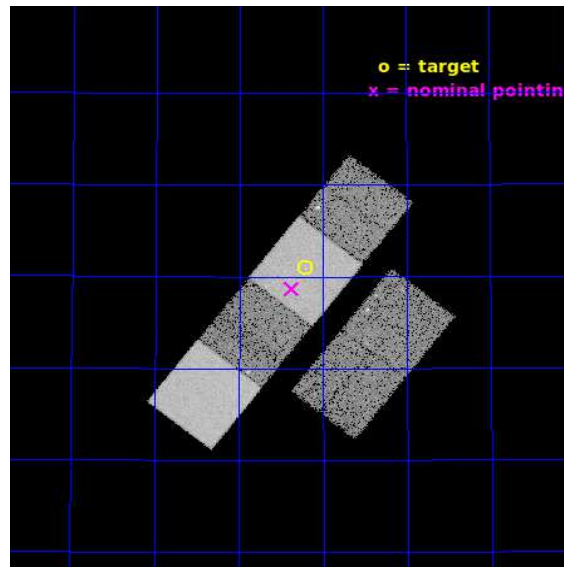 o = target
x = nominal pointin